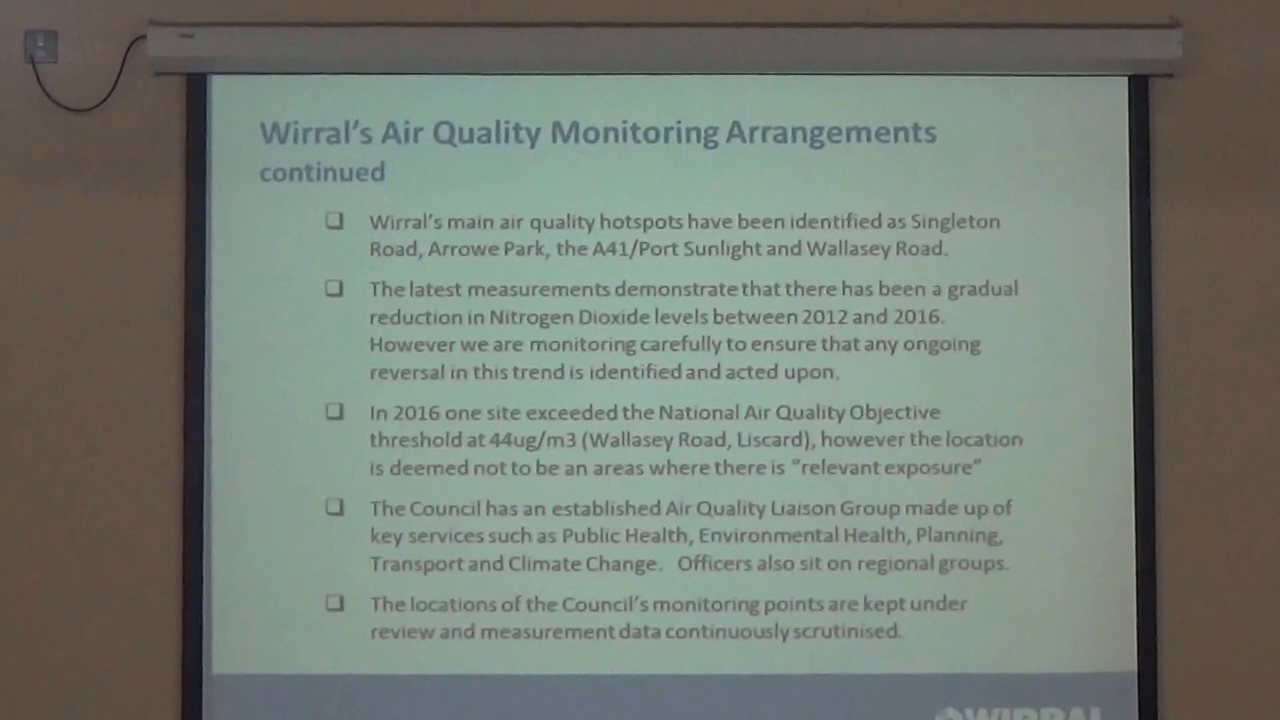 Wirral's Air Quality Monitoring Arrangements
continued
❑ Wirral's main air quality hotspots have been identified as Singleton
Road, Arrowe Park, the A41/Port Sunlight and Wallasey Road.
❑ The latest measurements demonstrate that there has been a gradual
reduction in Nitrogen Dioxide levels between 2012 and 2016.
However we are monitoring carefully to ensure that any ongoing
reversal in this trend is identified and acted upon.
❑ In 2016 one site exceeded the National Air Quality Objective
threshold at 44ug/m3 (Wallasey Road, Liscard), however the location
is deemed not to be an areas where there is "relevant exposure"
❑ The Council has an established Air Quality Liaison Group made up of
key services such as Public Health, Environmental Health, Planning,
Transport and Climate Change. Officers also sit on regional groups.
❑ The locations of the Council's monitoring points are kept under
review and measurement data continuously scrutinised.
WIRRAL